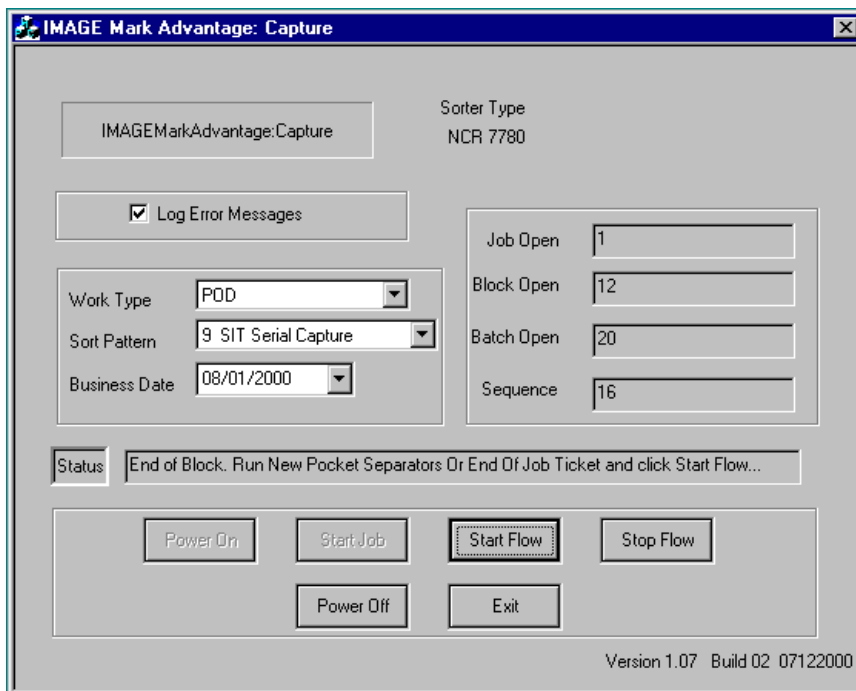 IMAGE Mark Advantage: Capture
IMAGEMarkAdvantage:Capture
Sorter Type
NCR 7780
Log Error Messages
Work Type POD
Sort Pattern 9 SIT Serial Capture
Business Date 08/01/2000
Job Open 1
Block Open 12
Batch Open 20
Sequence 16
Status End of Block. Run New Pocket Separators Or End Of Job Ticket and click Start Flow...
Power On Start Job Start Flow Stop Flow
Power Off Exit
Version 1.07 Build 02 07122000